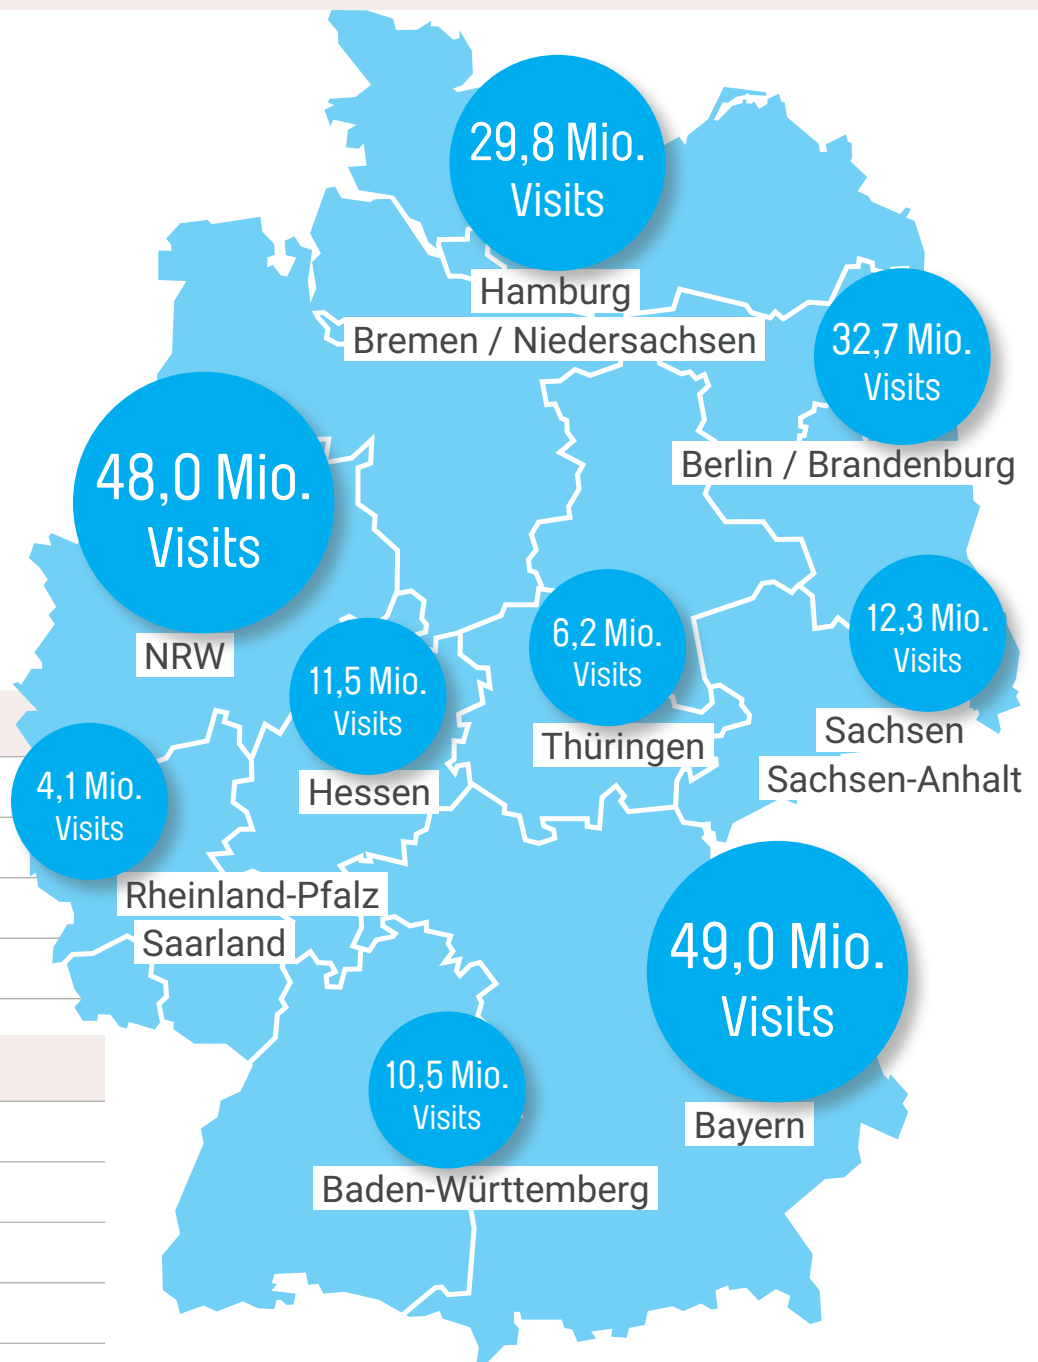 29,8 Mio.
Visits
Hamburg
Bremen / Niedersachsen
32,7 Mio.
Visits
Berlin / Brandenburg
48,0 Mio.
Visits
NRW
11,5 Mio.
Visits
Hessen
6,2 Mio.
Visits
Thüringen
12,3 Mio.
Visits
Sachsen
Sachsen-Anhalt
4,1 Mio.
Visits
Rheinland-Pfalz
Saarland
49,0 Mio.
Visits
Bayern
10,5 Mio.
Visits
Baden-Württemberg